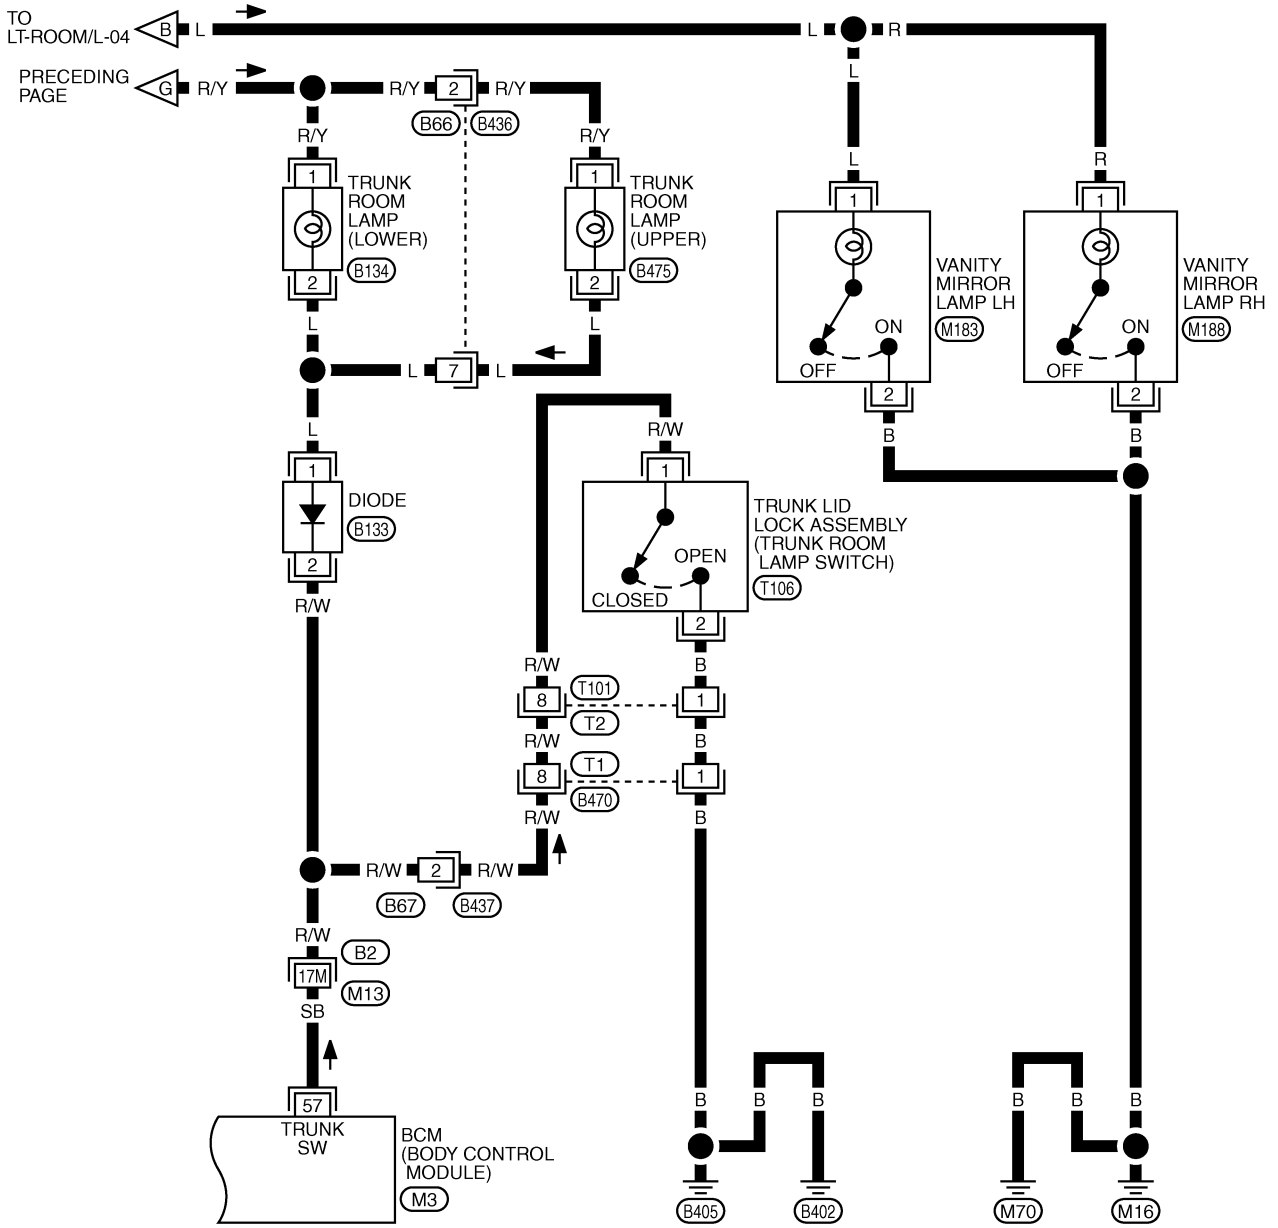 TO
LT-ROOM/L-04
B
L
L
R
L
PRECEDING
PAGE
G
R/Y
R/Y
2
R/Y
B66
B436
R/Y
R/Y
L
R
1
TRUNK
ROOM
LAMP
(LOWER)
B134
2
1
TRUNK
ROOM
LAMP
(UPPER)
B475
2
1
VANITY
MIRROR
LAMP LH
M183
ON
OFF
2
1
VANITY
MIRROR
LAMP RH
M188
ON
OFF
2
L
L
L
7
L
B
B
L
R/W
1
DIODE
B133
2
R/W
1
TRUNK LID
LOCK ASSEMBLY
(TRUNK ROOM
LAMP SWITCH)
T106
OPEN
CLOSED
2
R/W
B
8
T101
T2
1
R/W
B
8
T1
B470
1
R/W
B
R/W
2
R/W
B67
B437
R/W
B2
17M
M13
SB
57
TRUNK
SW
BCM
(BODY CONTROL
MODULE)
M3
B
B
B
B
B
B
B405
B402
M70
M16